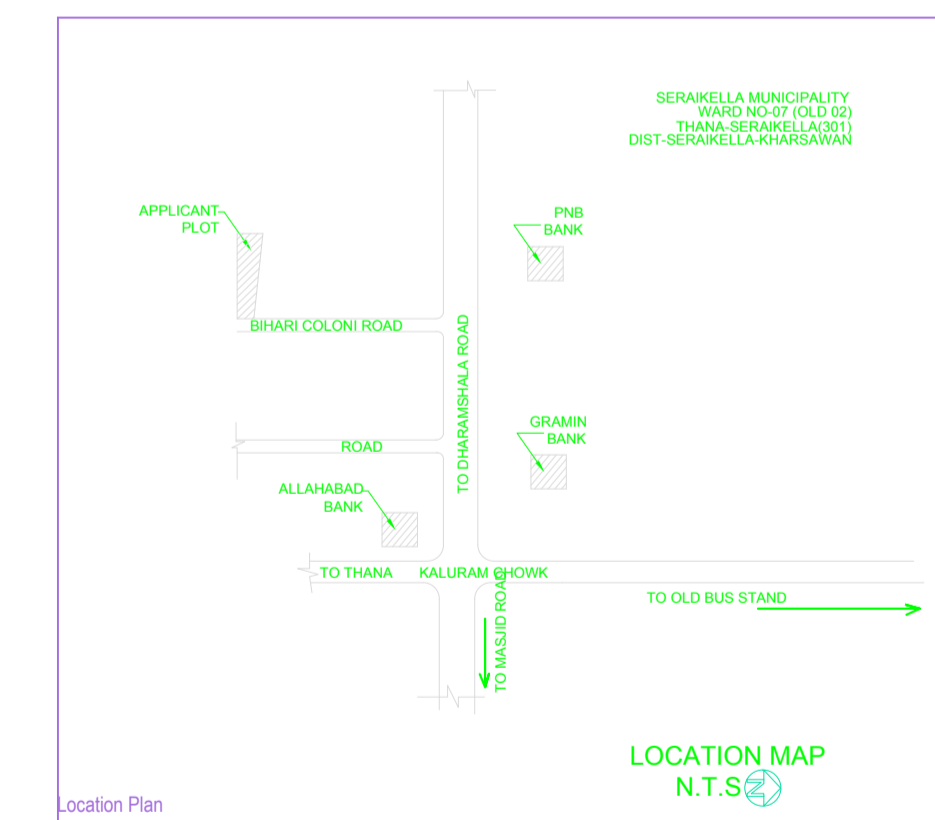 SERAIKELLA MUNICIPALITY
WARD NO-07 (OLD 02)
THANA-SERAIKELLA(301)
DIST-SERAIKELLA-KHARSAWAN
APPLICANT
PLOT
PNB
BANK
BIHARI COLONI ROAD
TO DHARAMSHALA ROAD
GRAMIN
BANK
ROAD
ALLAHABAD
BANK
TO THANA
KALURAM CHOWK
TO MASJID ROAD
TO OLD BUS STAND
LOCATION MAP
N.T.S
N
Location Plan